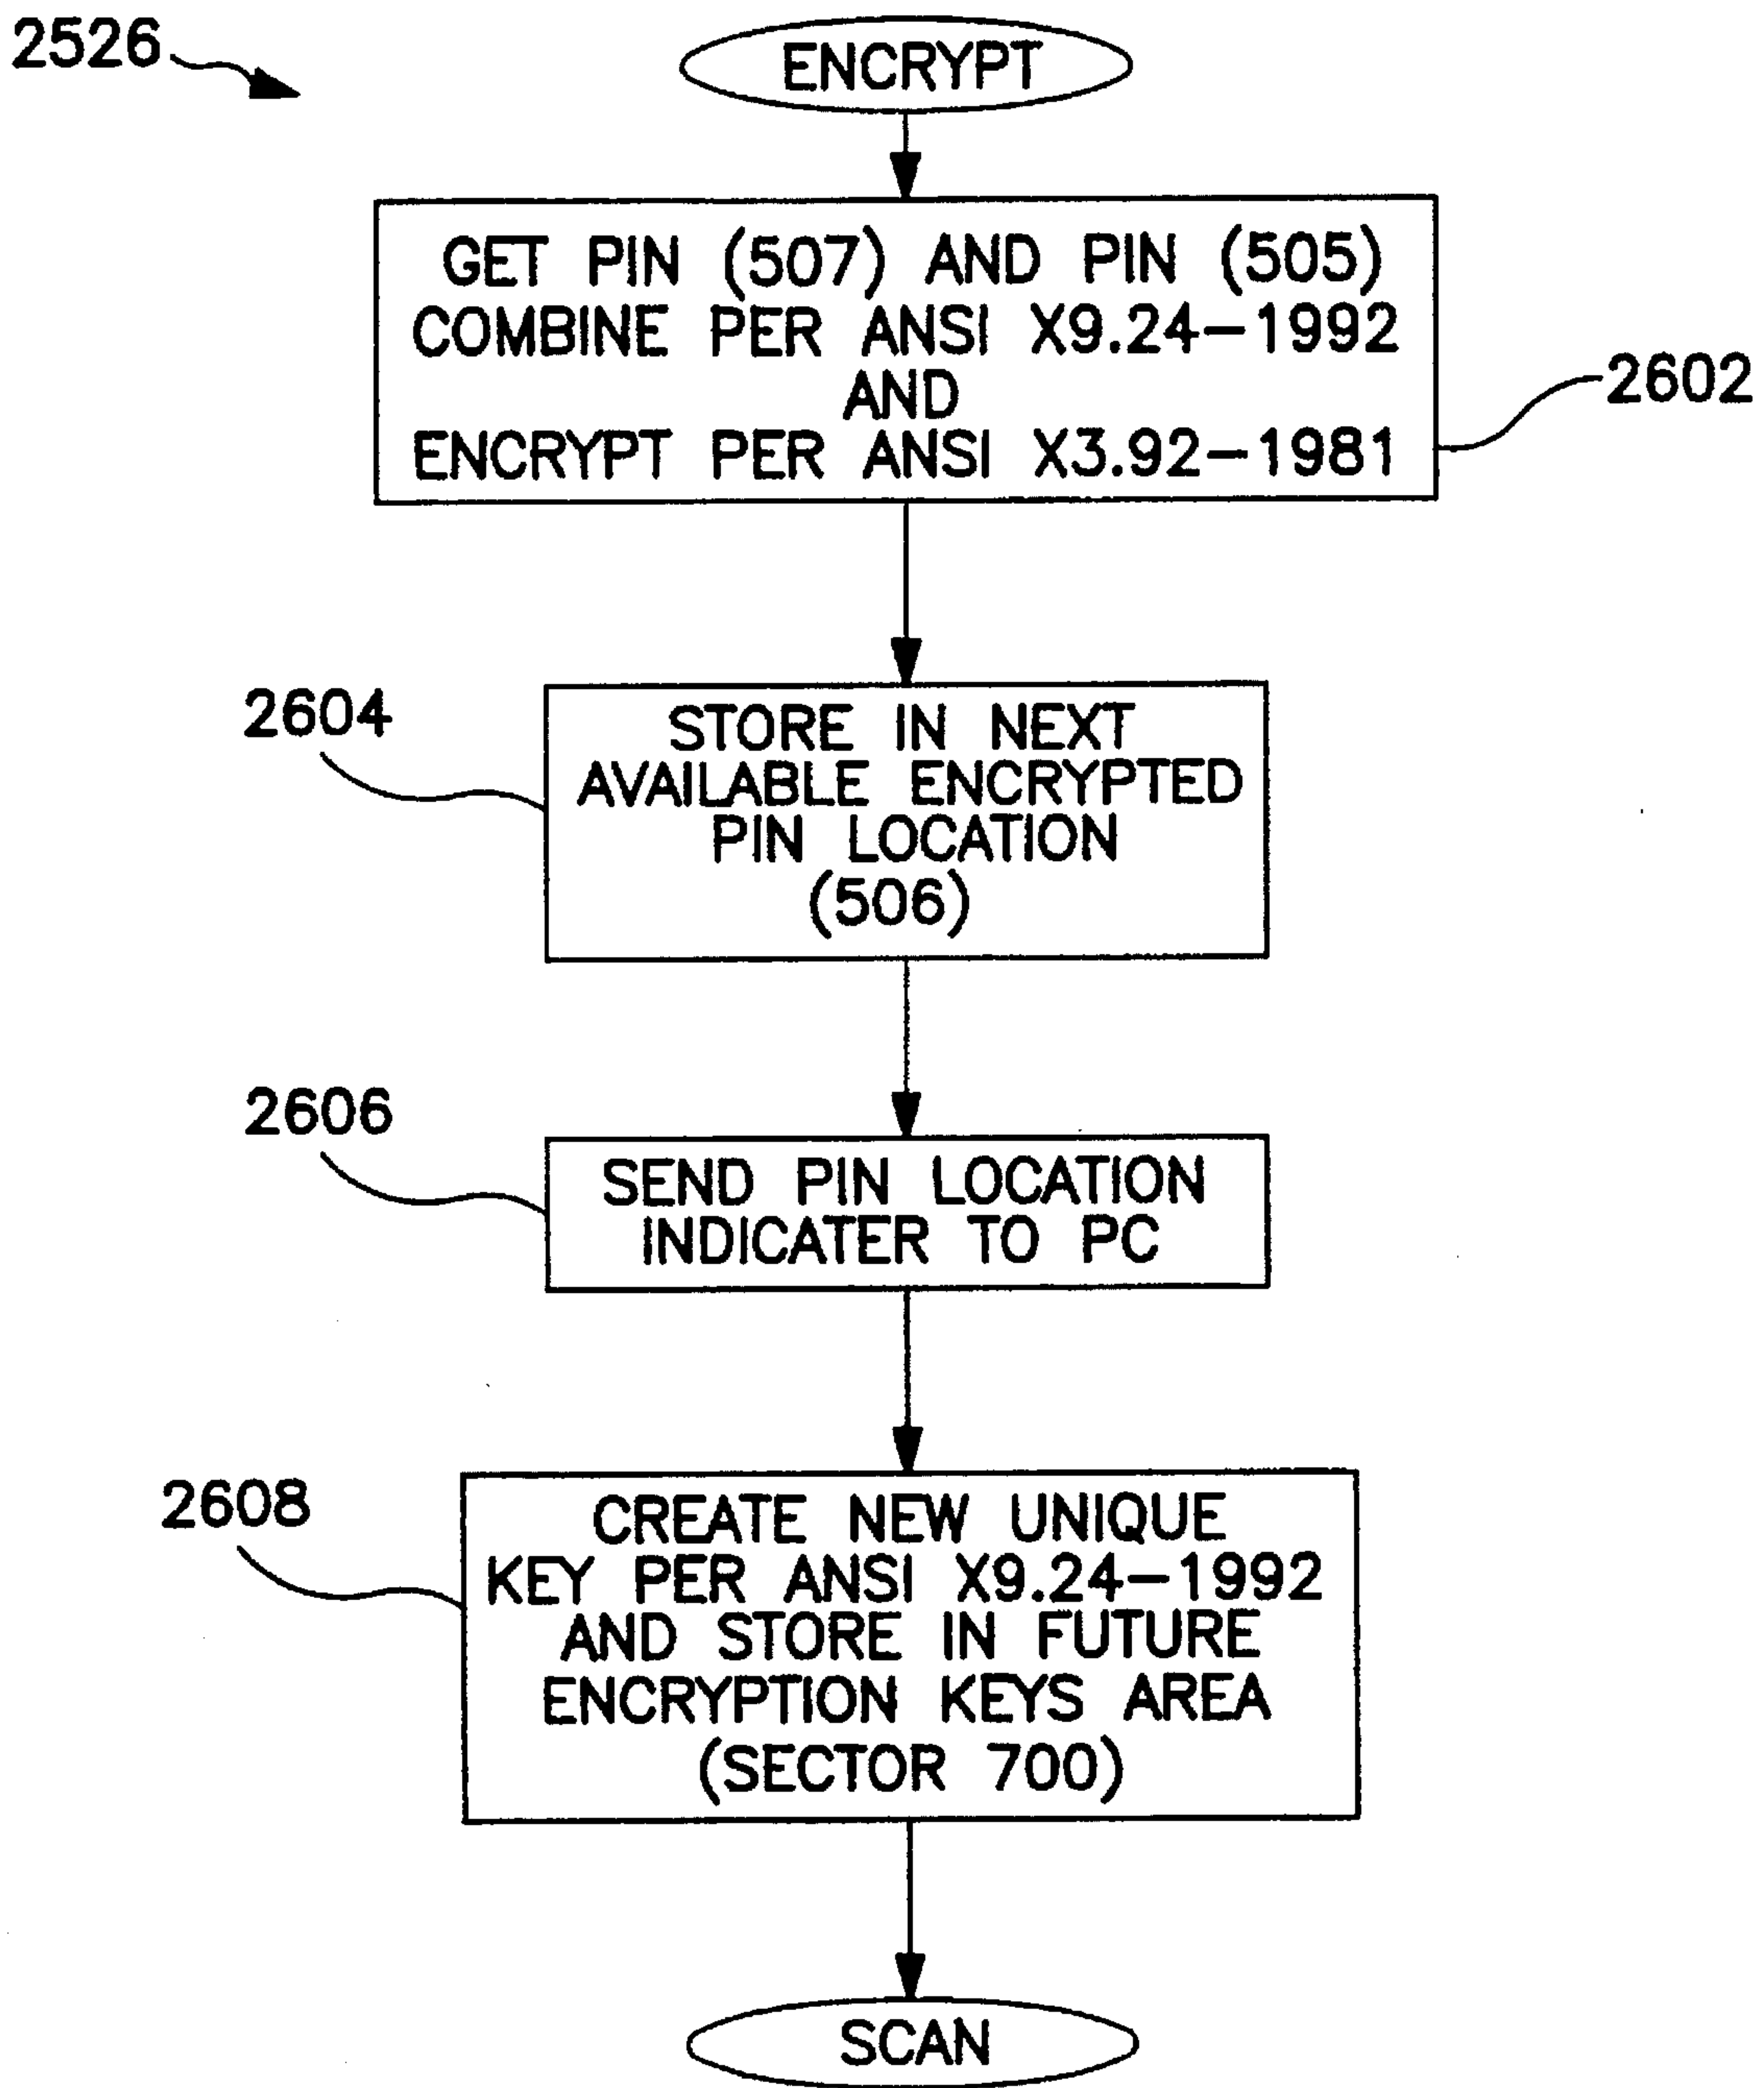 2526
ENCRYPT
GET PIN (507) AND PIN (505)
COMBINE PER ANSI X9.24-1992
AND
ENCRYPT PER ANSI X3.92-1981
2602
2604
STORE IN NEXT
AVAILABLE ENCRYPTED
PIN LOCATION
(506)
2606
SEND PIN LOCATION
INDICATER TO PC
2608
CREATE NEW UNIQUE
KEY PER ANSI X9.24-1992
AND STORE IN FUTURE
ENCRYPTION KEYS AREA
(SECTOR 700)
SCAN